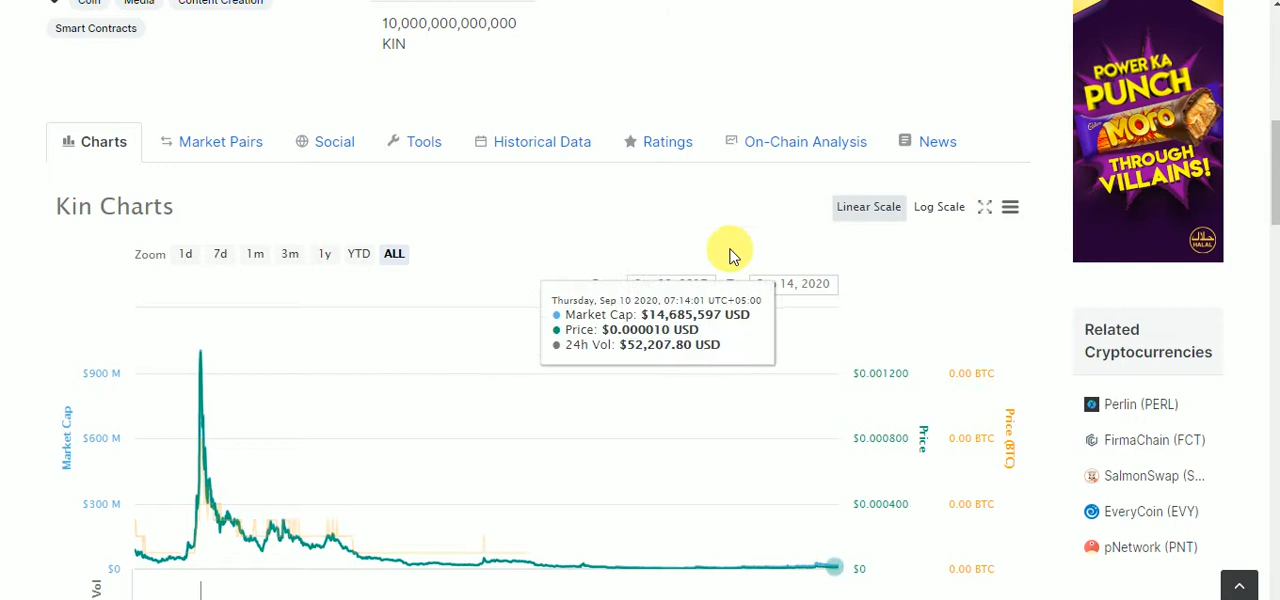 Coin Media Content Creation
Smart Contracts
10,000,000,000,000
KIN
Charts Market Pairs Social Tools Historical Data Ratings On-Chain Analysis News
Kin Charts
Linear Scale Log Scale
Zoom 1d 7d 1m 3m 1y YTD ALL
14, 2020
Thursday, Sep 10 2020, 07:14:01 UTC+05:00
Market Cap: $14,685,597 USD
Price: $0.000010 USD
24h Vol: $52,207.80 USD
$900 M $0.001200 0.00 BTC
$600 M $0.000800 0.00 BTC
$300 M $0.000400 0.00 BTC
$0 $0 0.00 BTC
Market Cap
Price
Price (BTC)
Vol
POWER KA
PUNCH
MORO
THROUGH
VILLAINS!
HALAL
Related
Cryptocurrencies
Perlin (PERL)
FirmaChain (FCT)
SalmonSwap (S...
EveryCoin (EVY)
pNetwork (PNT)